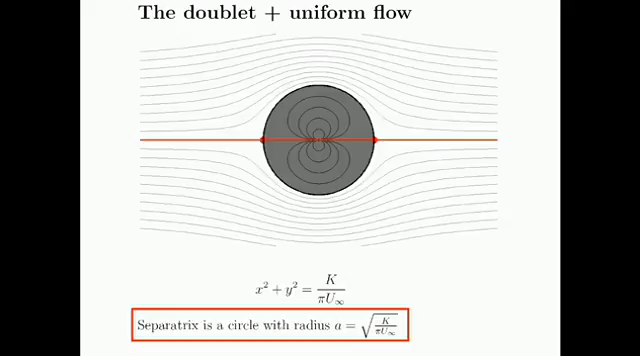 The doublet + uniform flow
x² + y² = K / πU∞
Separatrix is a circle with radius a = √(K / πU∞)